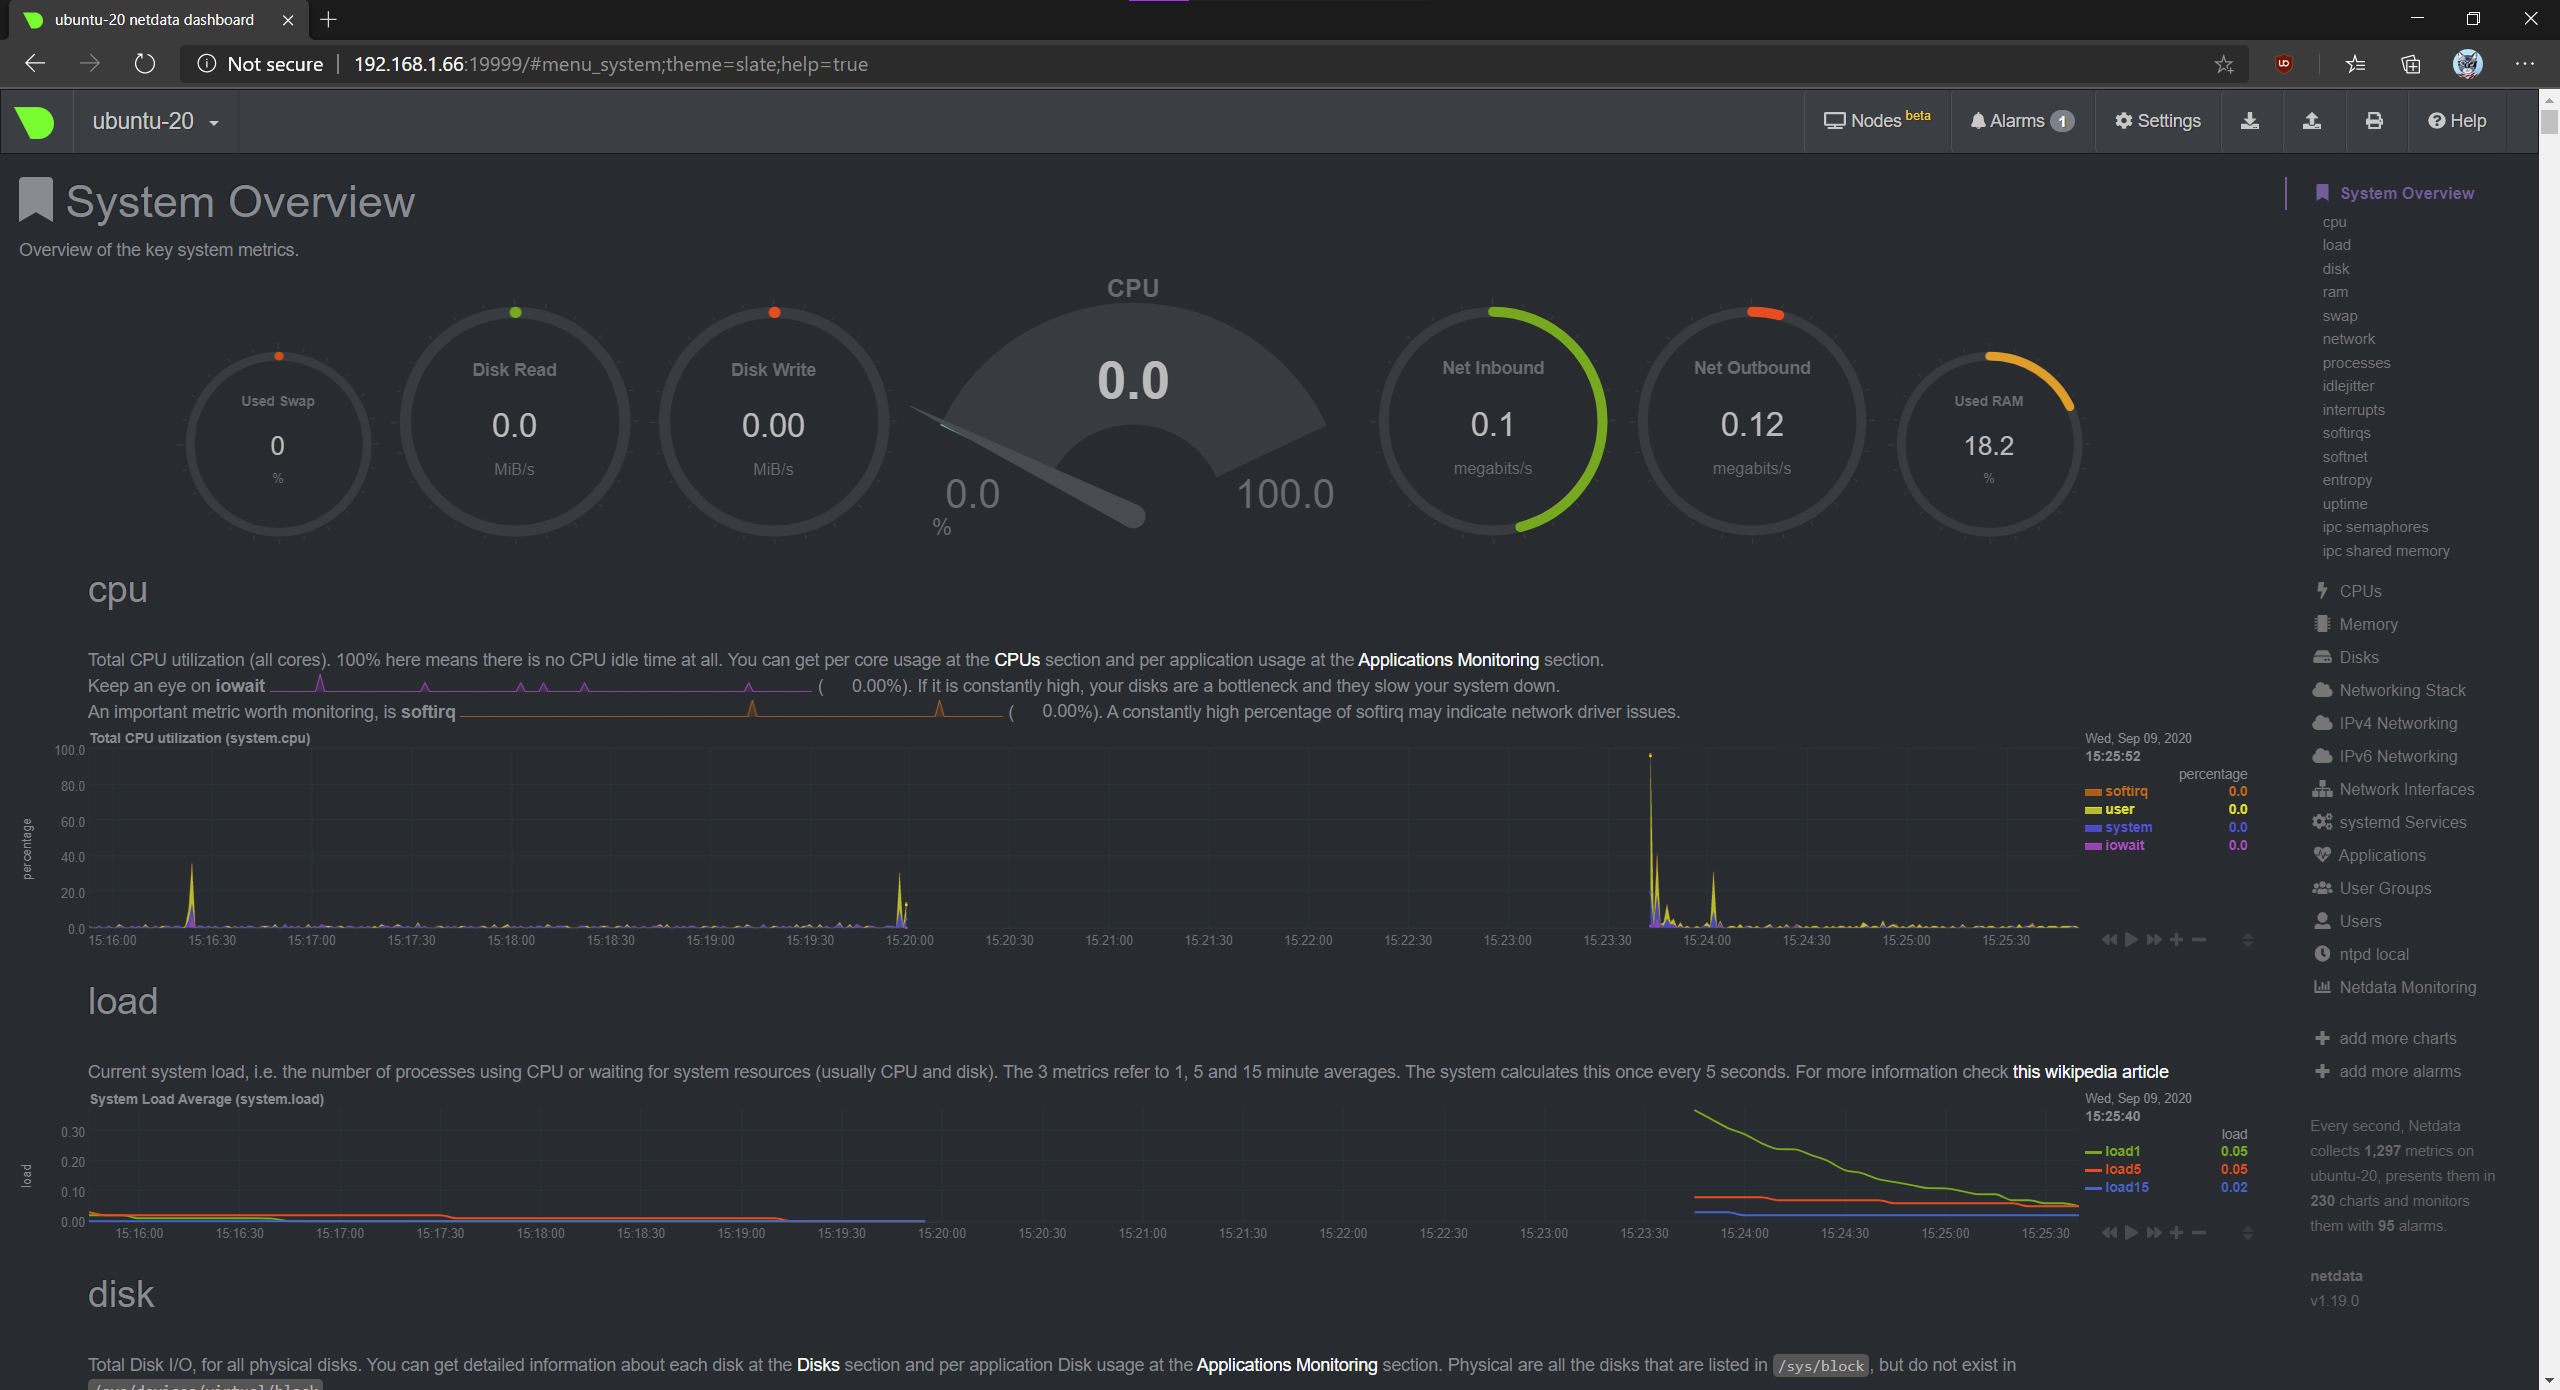 ubuntu-20 netdata dashboard
Not secure | 192.168.1.66:19999/#menu_system;theme=slate;help=true
ubuntu-20
Nodes beta
Alarms 1
Settings
Help
System Overview
Overview of the key system metrics.
Used Swap
0
%
Disk Read
0.0
MiB/s
Disk Write
0.00
MiB/s
CPU
0.0
0.0
100.0
%
Net Inbound
0.1
megabits/s
Net Outbound
0.12
megabits/s
Used RAM
18.2
%
cpu
Total CPU utilization (all cores). 100% here means there is no CPU idle time at all. You can get per core usage at the CPUs section and per application usage at the Applications Monitoring section.
Keep an eye on iowait ( 0.00%). If it is constantly high, your disks are a bottleneck and they slow your system down.
An important metric worth monitoring, is softirq ( 0.00%). A constantly high percentage of softirq may indicate network driver issues.
Total CPU utilization (system.cpu)
percentage
100.0
80.0
60.0
40.0
20.0
0.0
15:16:00 15:16:30 15:17:00 15:17:30 15:18:00 15:18:30 15:19:00 15:19:30 15:20:00 15:20:30 15:21:00 15:21:30 15:22:00 15:22:30 15:23:00 15:23:30 15:24:00 15:24:30 15:25:00 15:25:30
Wed, Sep 09, 2020
15:25:52
percentage
softirq 0.0
user 0.0
system 0.0
iowait 0.0
load
Current system load, i.e. the number of processes using CPU or waiting for system resources (usually CPU and disk). The 3 metrics refer to 1, 5 and 15 minute averages. The system calculates this once every 5 seconds. For more information check this wikipedia article
System Load Average (system.load)
load
0.30
0.20
0.10
0.00
15:16:00 15:16:30 15:17:00 15:17:30 15:18:00 15:18:30 15:19:00 15:19:30 15:20:00 15:20:30 15:21:00 15:21:30 15:22:00 15:22:30 15:23:00 15:23:30 15:24:00 15:24:30 15:25:00 15:25:30
Wed, Sep 09, 2020
15:25:40
load
load1 0.05
load5 0.05
load15 0.02
disk
Total Disk I/O, for all physical disks. You can get detailed information about each disk at the Disks section and per application Disk usage at the Applications Monitoring section. Physical are all the disks that are listed in /sys/block, but do not exist in
/sys/devices/virtual/block
System Overview
cpu
load
disk
ram
swap
network
processes
idlejitter
interrupts
softirqs
softnet
entropy
uptime
ipc semaphores
ipc shared memory
CPUs
Memory
Disks
Networking Stack
IPv4 Networking
IPv6 Networking
Network Interfaces
systemd Services
Applications
User Groups
Users
ntpd local
Netdata Monitoring
add more charts
add more alarms
Every second, Netdata
collects 1,297 metrics on
ubuntu-20, presents them in
230 charts and monitors
them with 95 alarms.
netdata
v1.19.0